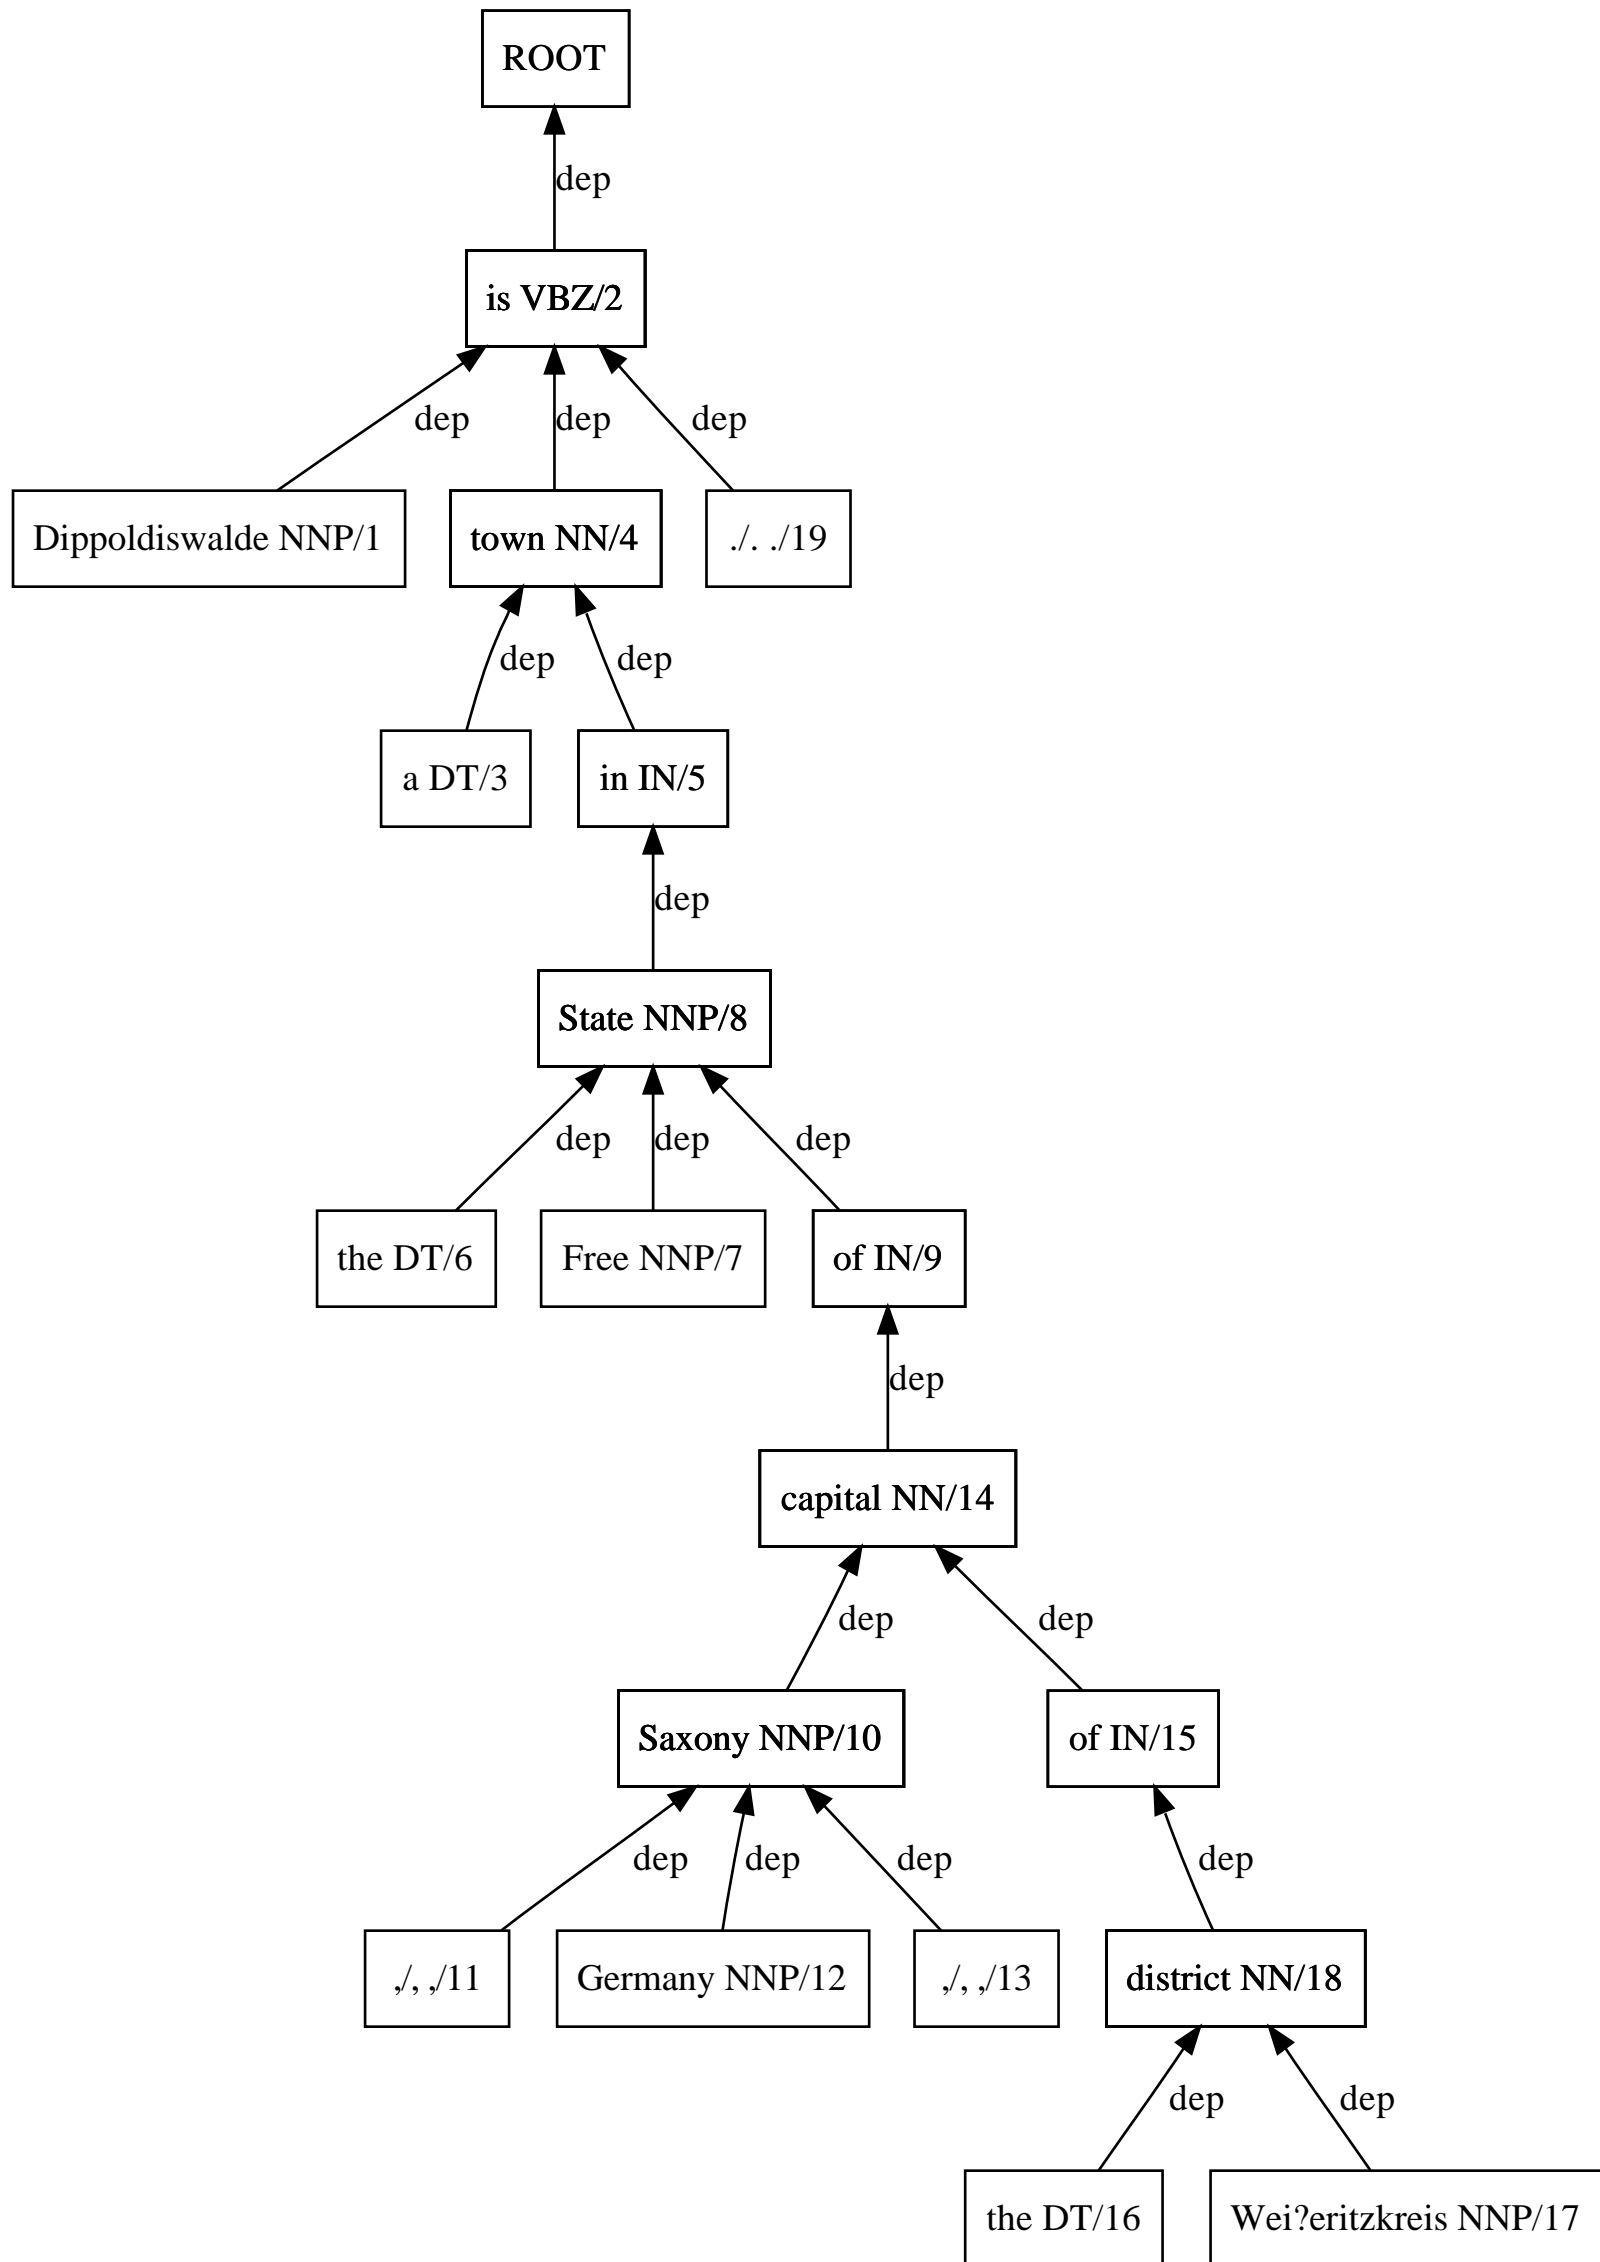 ROOT
dep
is VBZ/2
dep dep dep
Dippoldiswalde NNP/1 town NN/4 ./. ./19
dep dep
a DT/3 in IN/5
dep
State NNP/8
dep dep dep
the DT/6 Free NNP/7 of IN/9
dep
capital NN/14
dep dep
Saxony NNP/10 of IN/15
dep dep dep dep
,/, ,/11 Germany NNP/12 ,/, ,/13 district NN/18
dep dep
the DT/16 Wei?eritzkreis NNP/17